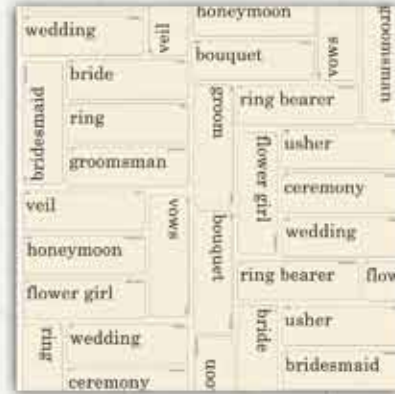 honeymoon
wedding
veil
groomsman
bouquet
vows
bride
bridesmaid
groom
ring bearer
ring
usher
groomsman
flower girl
ceremony
veil
vows
bouquet
wedding
honeymoon
ring bearer
flow
flower girl
bride
usher
ring
wedding
oon
bridesmaid
ceremony